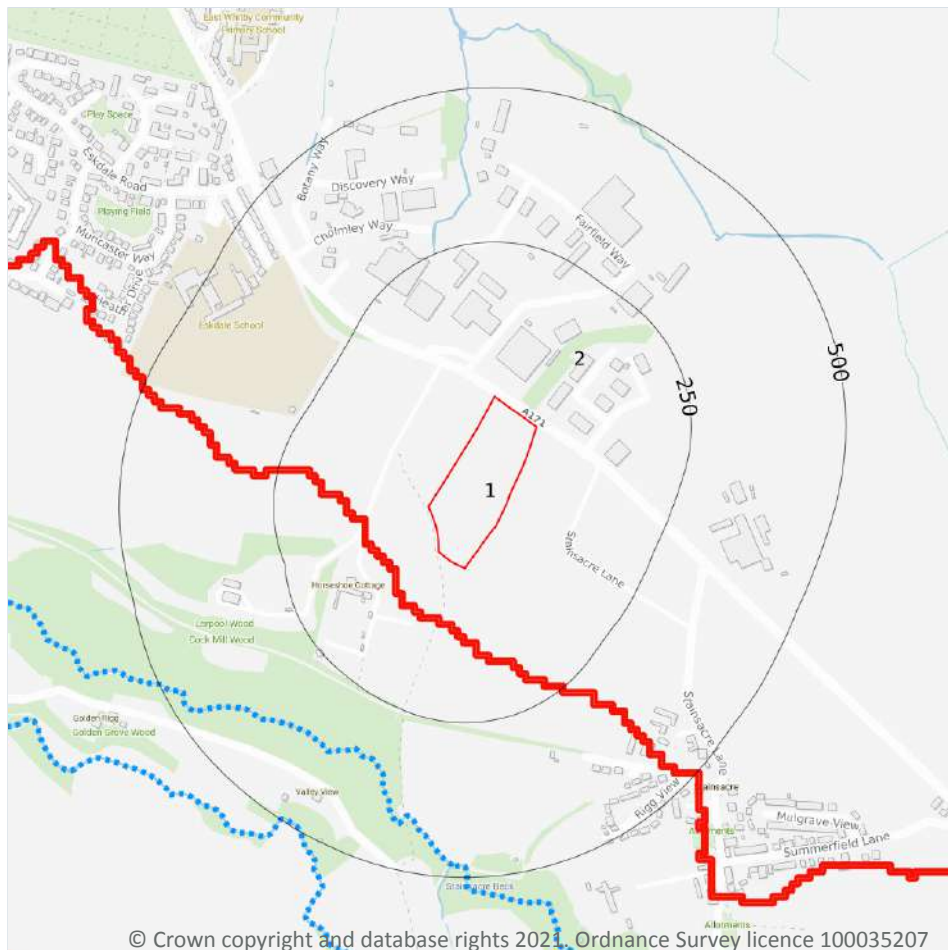 East Whitby Community
Primary School
Play Space
Eskdale Road
Botany Way
Discovery Way
Playing Field
Cholmley Way
Fairfield Way
Muncaster Way
Heather Drive
Eskdale School
2
500
250
A171
1
Stainsacre Lane
Horseshoe Cottage
Larpool Wood
Cock Mill Wood
Stainsacre Lane
Golden Rigg
Golden Grove Wood
Valley View
Rigg View
ainsacre
Mulgrave View
Allotments
Summerfield Lane
Stainsacre Beck
Allotments
© Crown copyright and database rights 2021. Ordnance Survey licence 100035207